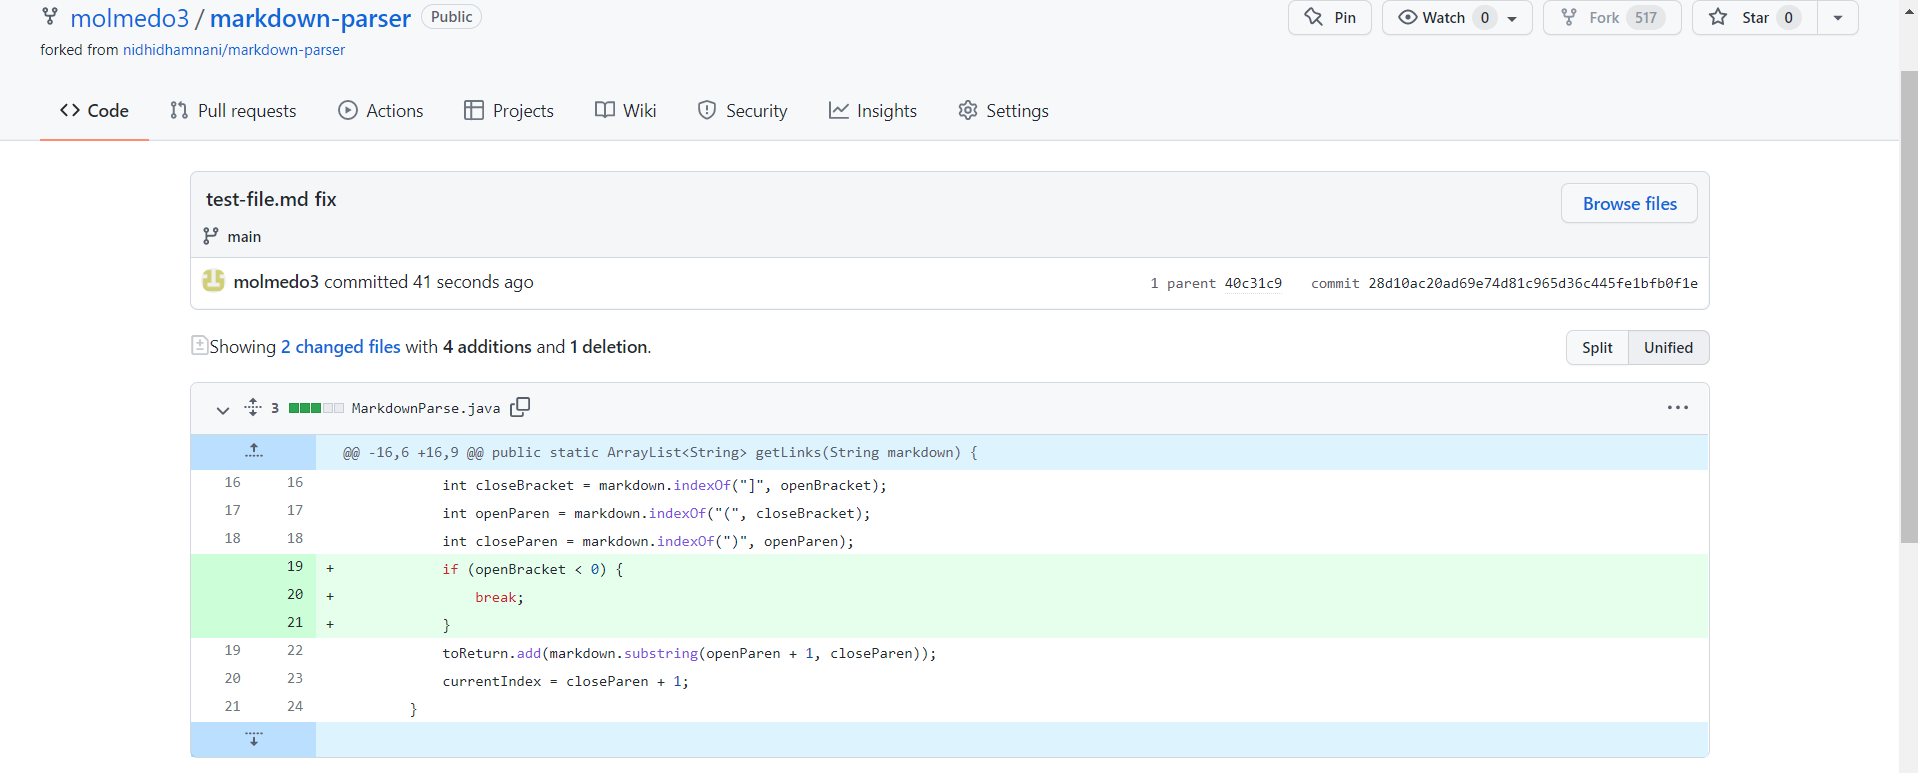 molmedo3 / markdown-parser Public Pin Watch 0 Fork 517 Star 0
forked from nidhidhamnani/markdown-parser
Code Pull requests Actions Projects Wiki Security Insights Settings
test-file.md fix
Browse files
main
molmedo3 committed 41 seconds ago 1 parent 40c31c9 commit 28d10ac20ad69e74d81c965d36c445fe1bfb0f1e
Showing 2 changed files with 4 additions and 1 deletion. Split Unified
3 MarkdownParse.java
@@ -16,6 +16,9 @@ public static ArrayList<String> getLinks(String markdown) {
16 16 int closeBracket = markdown.indexOf("]", openBracket);
17 17 int openParen = markdown.indexOf("(", closeBracket);
18 18 int closeParen = markdown.indexOf(")", openParen);
19 + if (openBracket < 0) {
20 + break;
21 + }
19 22 toReturn.add(markdown.substring(openParen + 1, closeParen));
20 23 currentIndex = closeParen + 1;
21 24 }